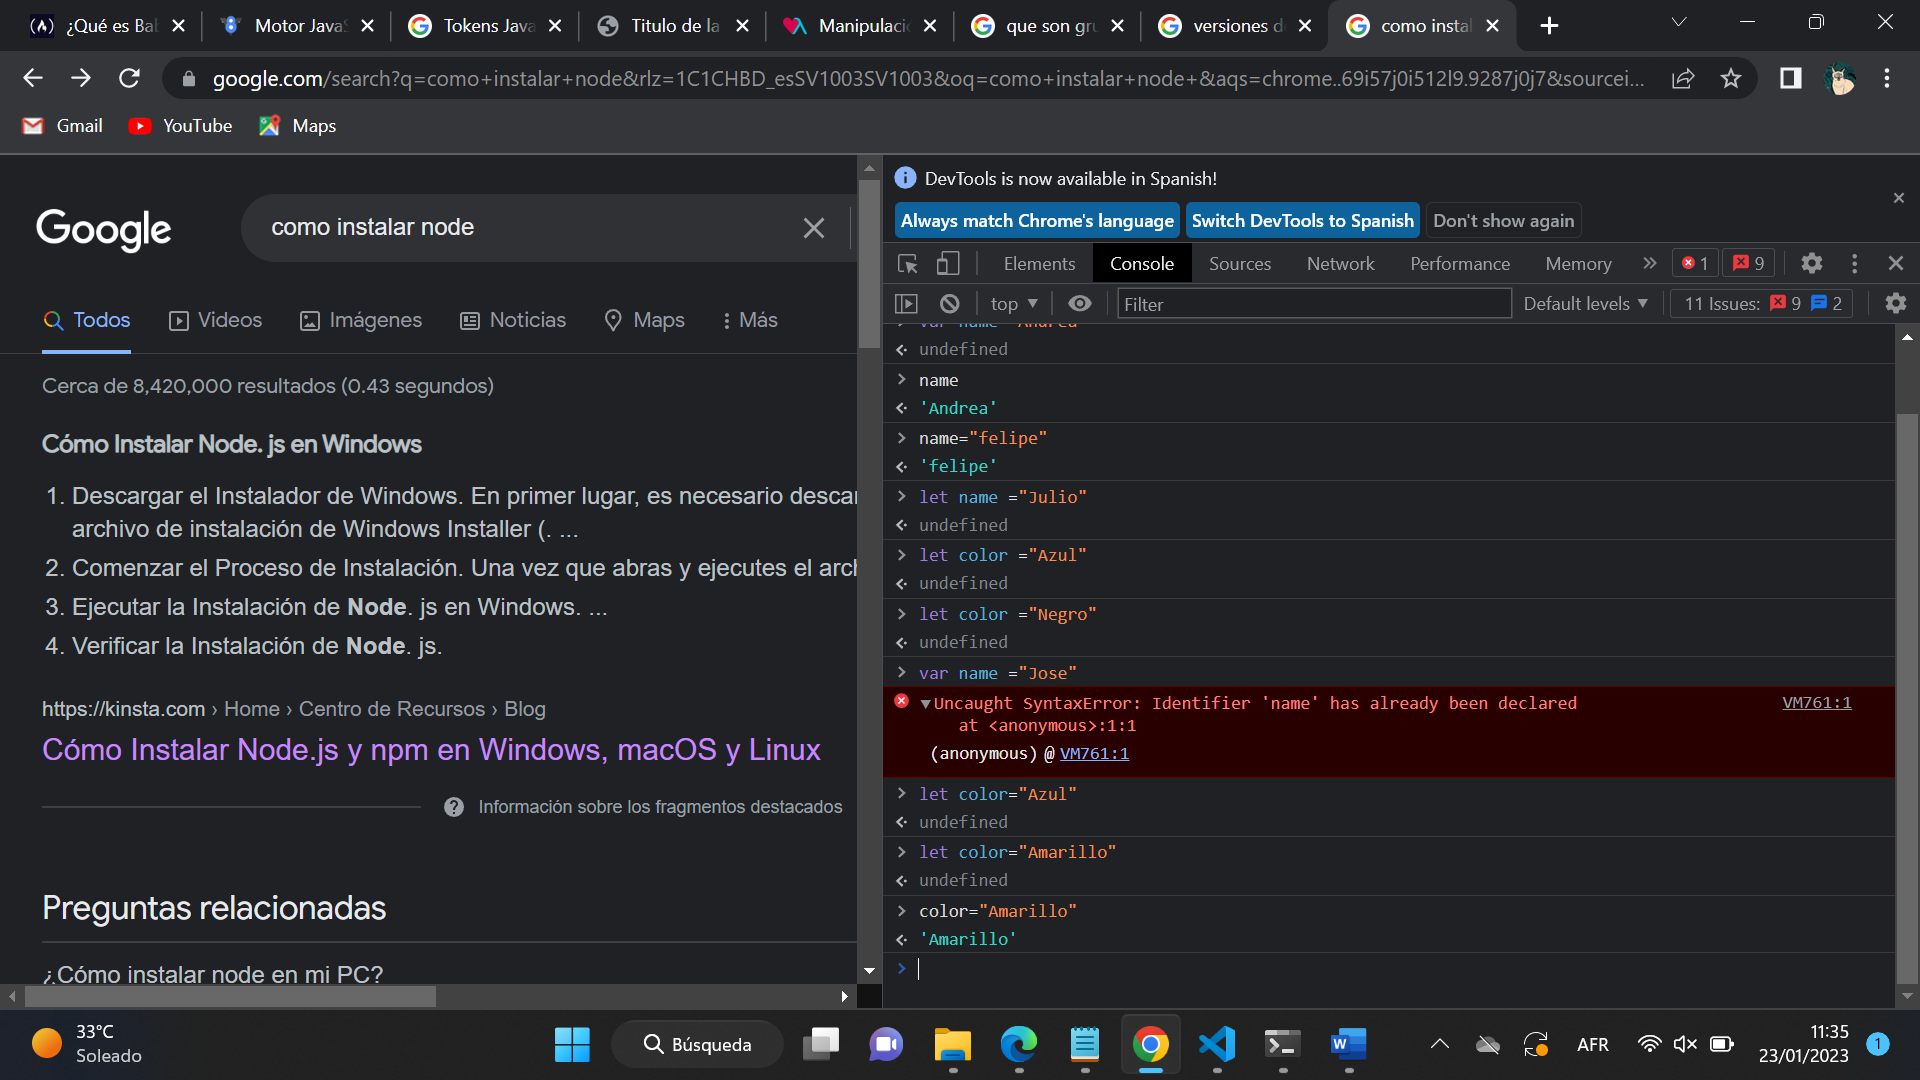 ¿Qué es Bab
Motor JavaS
Tokens Java
Titulo de la
Manipulació
que son gru
versiones de
como instal
google.com/search?q=como+instalar+node&rlz=1C1CHBD_esSV1003SV1003&oq=como+instalar+node+&aqs=chrome..69i57j0i512l9.9287j0j7&sourcei...
Gmail
YouTube
Maps
Google
como instalar node
Todos
Videos
Imágenes
Noticias
Maps
Más
Cerca de 8,420,000 resultados (0.43 segundos)
Cómo Instalar Node. js en Windows
1. Descargar el Instalador de Windows. En primer lugar, es necesario descar
archivo de instalación de Windows Installer (. ...
2. Comenzar el Proceso de Instalación. Una vez que abras y ejecutes el arch
3. Ejecutar la Instalación de Node. js en Windows. ...
4. Verificar la Instalación de Node. js.
https://kinsta.com › Home › Centro de Recursos › Blog
Cómo Instalar Node.js y npm en Windows, macOS y Linux
Información sobre los fragmentos destacados
Preguntas relacionadas
¿Cómo instalar node en mi PC?
DevTools is now available in Spanish!
Always match Chrome's language
Switch DevTools to Spanish
Don't show again
Elements
Console
Sources
Network
Performance
Memory
1
9
top
Filter
Default levels
11 Issues: 9 2
var name="Andrea"
undefined
name
'Andrea'
name="felipe"
'felipe'
let name ="Julio"
undefined
let color ="Azul"
undefined
let color ="Negro"
undefined
var name ="Jose"
Uncaught SyntaxError: Identifier 'name' has already been declared
VM761:1
at <anonymous>:1:1
(anonymous) @ VM761:1
let color="Azul"
undefined
let color="Amarillo"
undefined
color="Amarillo"
'Amarillo'
33°C
Soleado
Búsqueda
AFR
11:35
23/01/2023
1